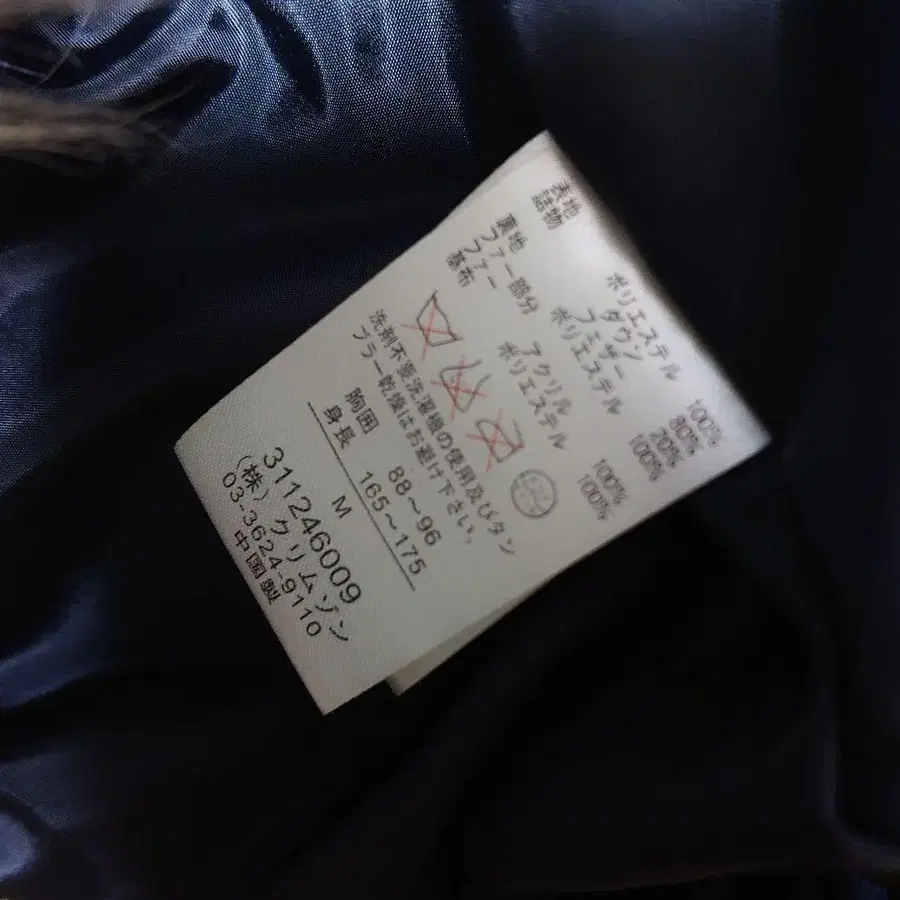 表地 ポリエステル 100%
詰物 ダウン 80%
フェザー 20%
裏地 ポリエステル 100%
ファー部分
ファー アクリル 100%
基布 ポリエステル 100%
洗剤不要洗濯機の使用及びタン
ブラー乾燥はお避け下さい。
胸囲 88~96
身長 165~175
M
311246009
(株)クリムゾン
03-3624-9110
中国製